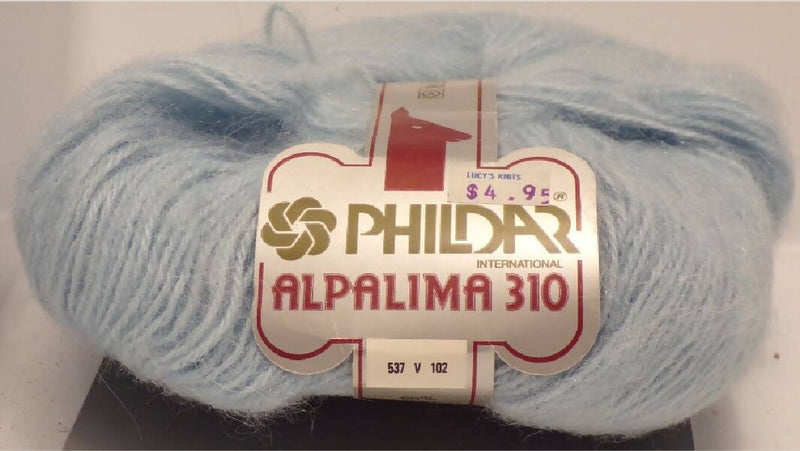 LUCY'S KNITS
$4.95
PHILDAR®
INTERNATIONAL
ALPALIMA 310
537 V 102